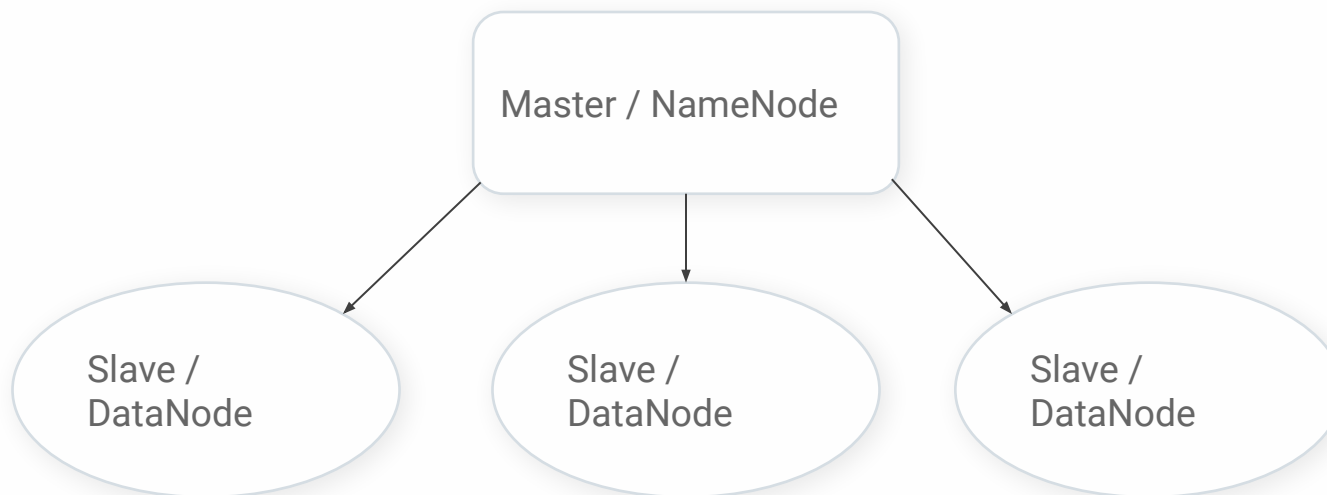 Master / NameNode
Slave /
DataNode
Slave /
DataNode
Slave /
DataNode